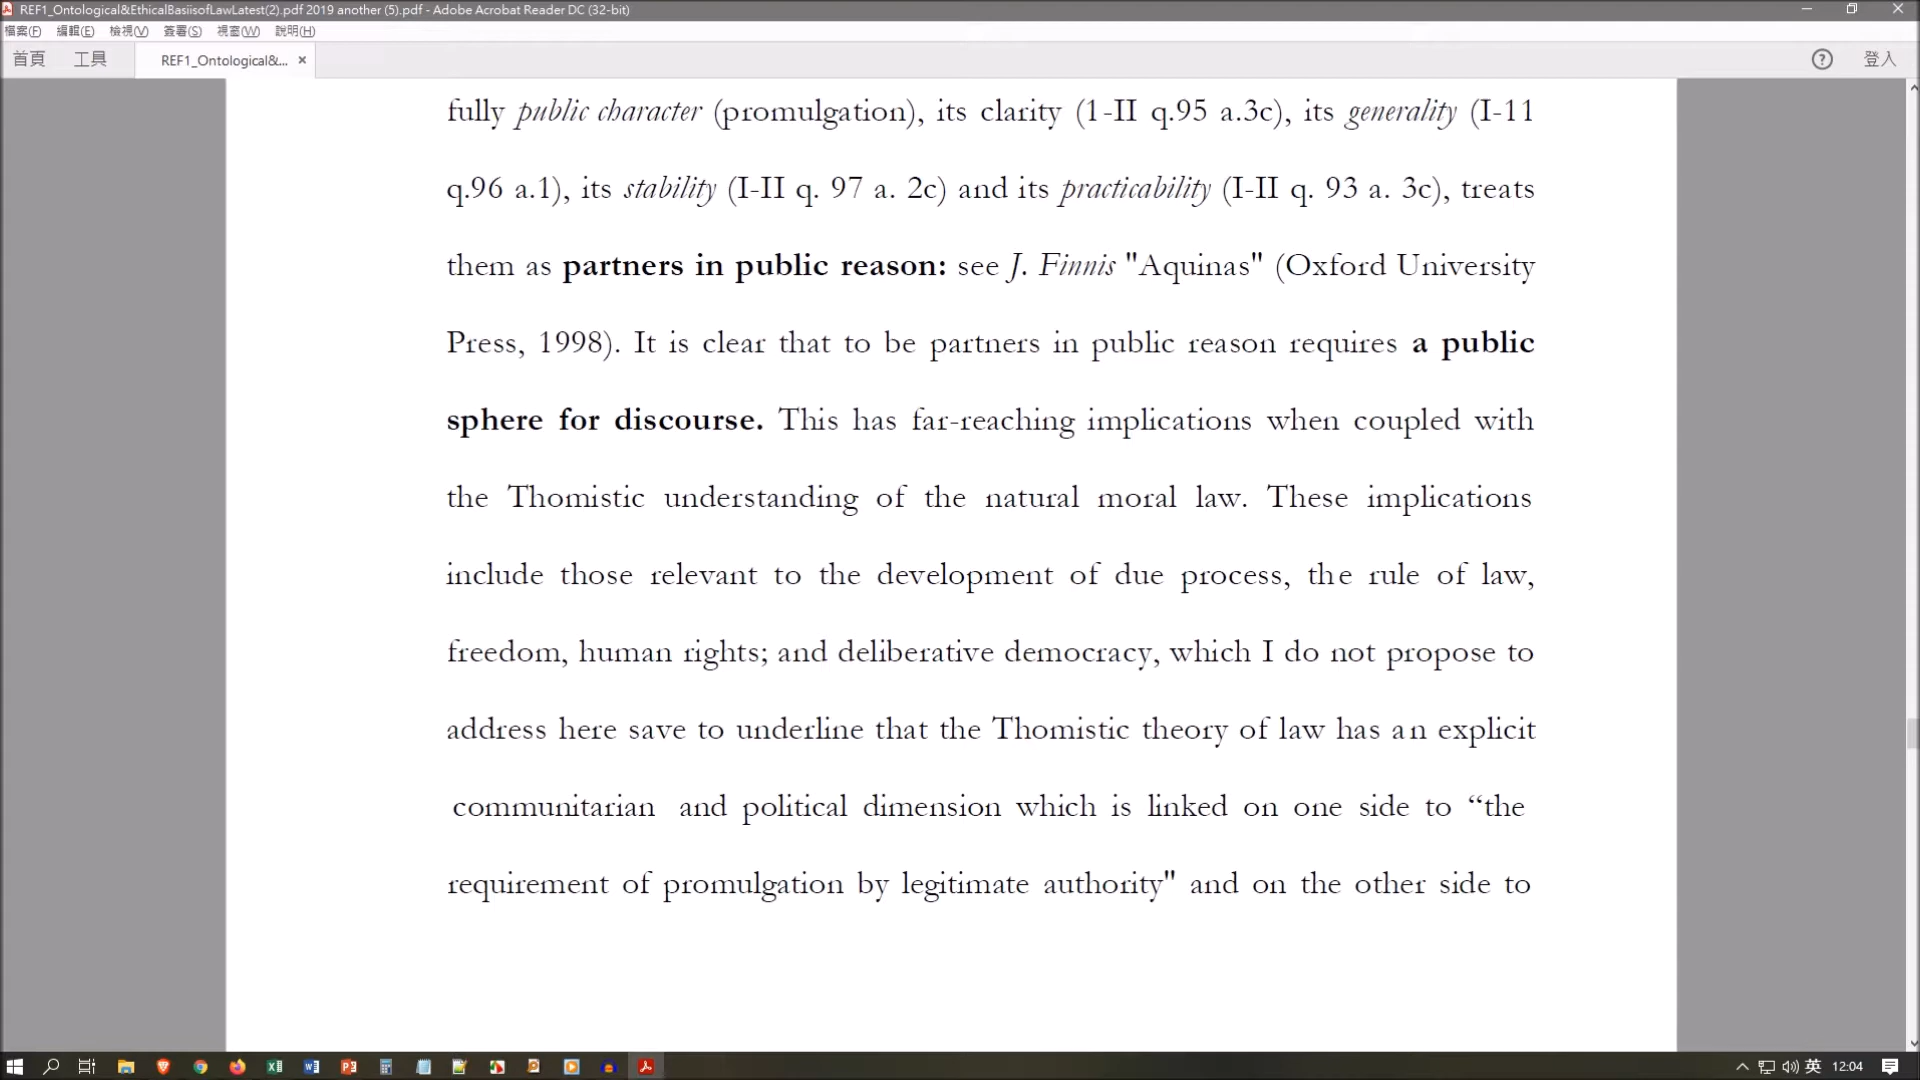 REF1_Ontological&EthicalBasiisofLawLatest(2).pdf 2019 another (5).pdf - Adobe Acrobat Reader DC (32-bit)
檔案(F) 編輯(E) 檢視(V) 簽署(S) 視窗(W) 說明(H)
首頁 工具 REF1_Ontological&... × ? 登入
fully public character (promulgation), its clarity (1-II q.95 a.3c), its generality (I-11
q.96 a.1), its stability (I-II q. 97 a. 2c) and its practicability (I-II q. 93 a. 3c), treats
them as partners in public reason: see J. Finnis "Aquinas" (Oxford University
Press, 1998). It is clear that to be partners in public reason requires a public
sphere for discourse. This has far-reaching implications when coupled with
the Thomistic understanding of the natural moral law. These implications
include those relevant to the development of due process, the rule of law,
freedom, human rights; and deliberative democracy, which I do not propose to
address here save to underline that the Thomistic theory of law has an explicit
communitarian and political dimension which is linked on one side to “the
requirement of promulgation by legitimate authority" and on the other side to
英 12:04